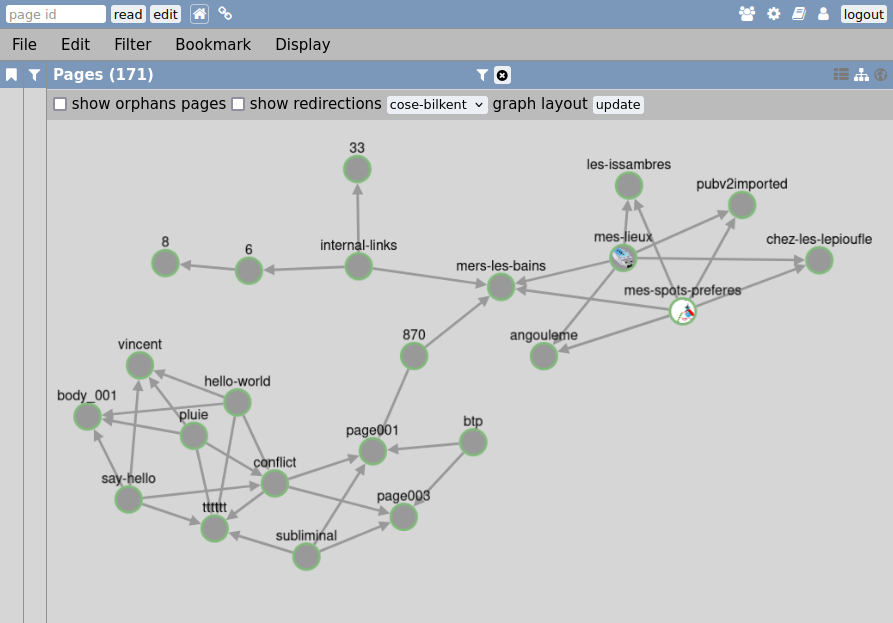 page id read edit logout
File Edit Filter Bookmark Display
Pages (171)
show orphans pages show redirections cose-bilkent graph layout update
33
les-issambres
pubv2imported
8
6
internal-links
mes-lieux
chez-les-lepioufle
mers-les-bains
mes-spots-preferes
870
angouleme
vincent
hello-world
body_001
pluie
page001
btp
conflict
say-hello
page003
tttttt
subliminal